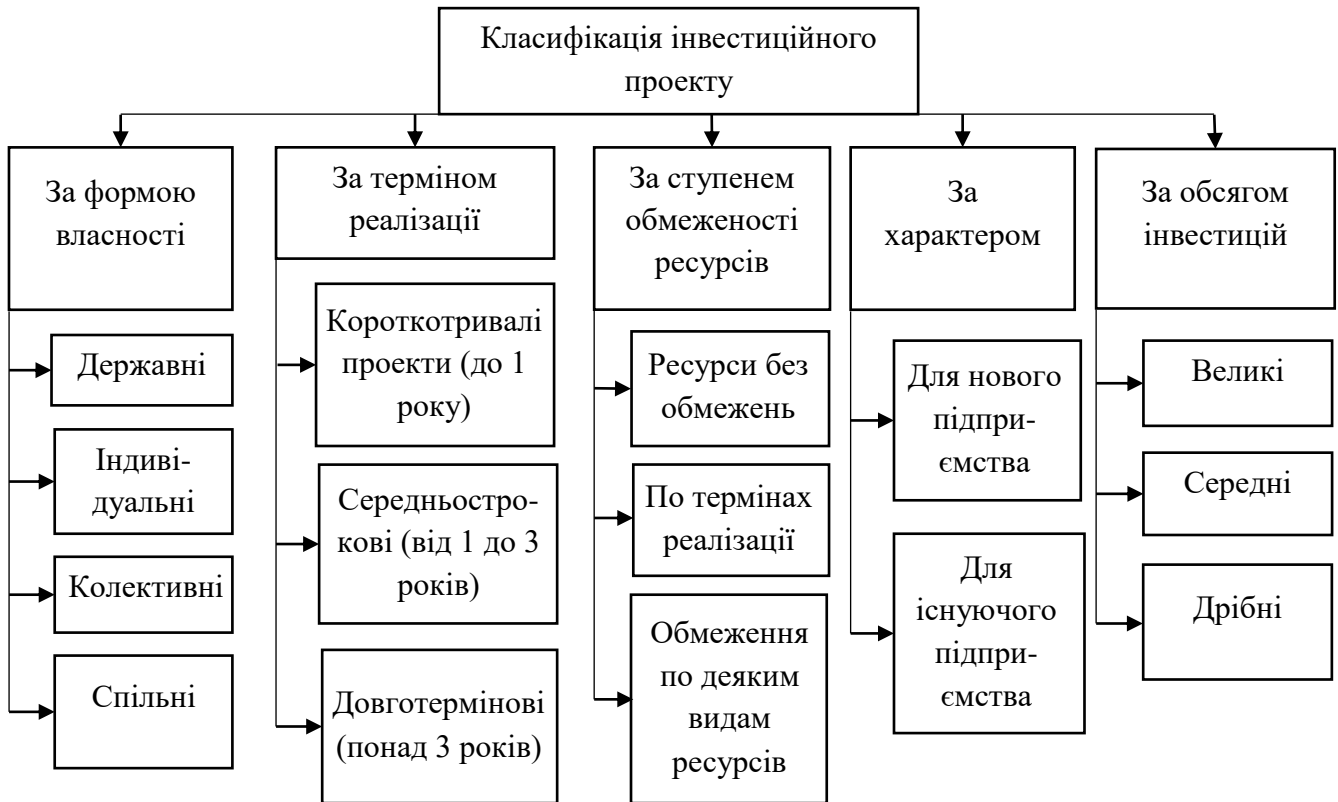 Класифікація інвестиційного
проекту
За формою
власності
Державні
Індиві-
дуальні
Колективні
Спільні
За терміном
реалізації
Короткотривалі
проекти (до 1
року)
Середньостро-
кові (від 1 до 3
років)
Довготермінові
(понад 3 років)
За ступенем
обмеженості
ресурсів
Ресурси без
обмежень
По термінах
реалізації
Обмеження
по деяким
видам
ресурсів
За
характером
Для нового
підпри-
ємства
Для
існуючого
підпри-
ємства
За обсягом
інвестицій
Великі
Середні
Дрібні